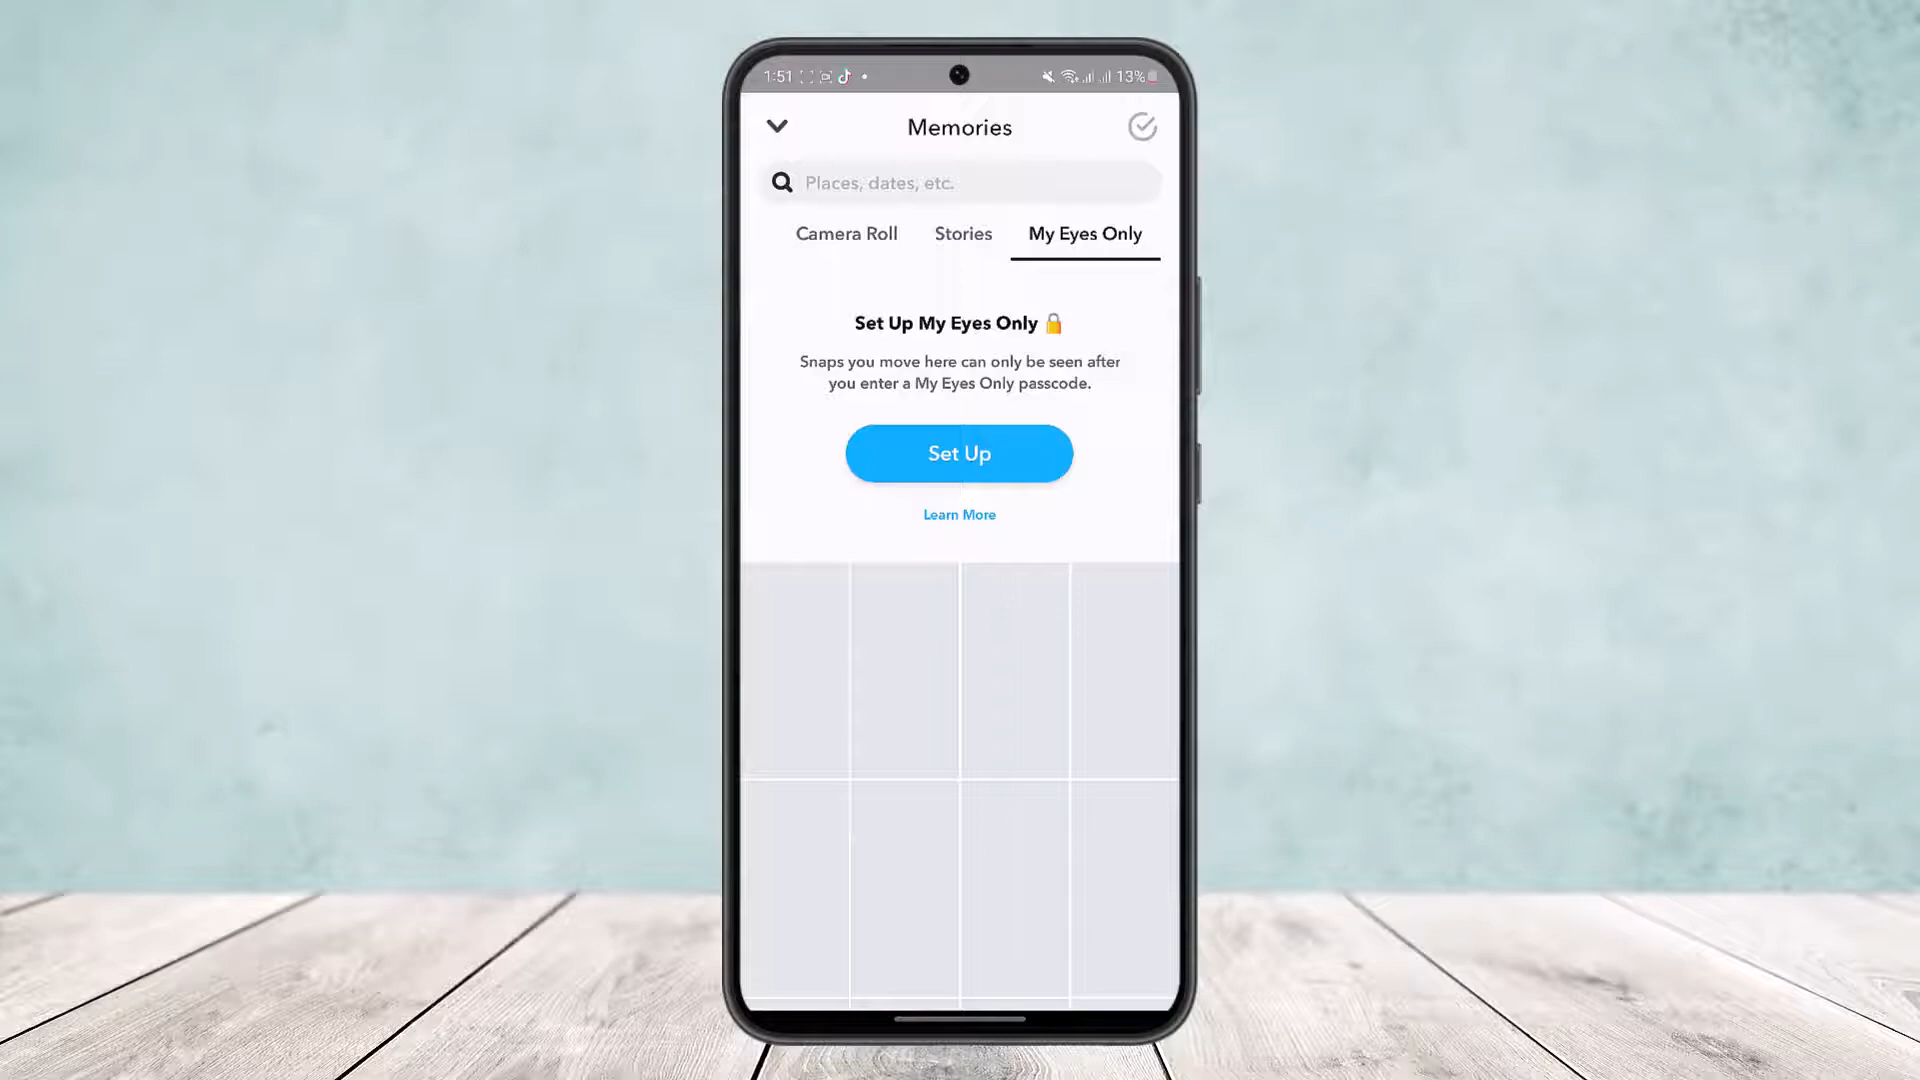 1:51 13%
Memories
Places, dates, etc.
Camera Roll Stories My Eyes Only
Set Up My Eyes Only 🔒
Snaps you move here can only be seen after
you enter a My Eyes Only passcode.
Set Up
Learn More